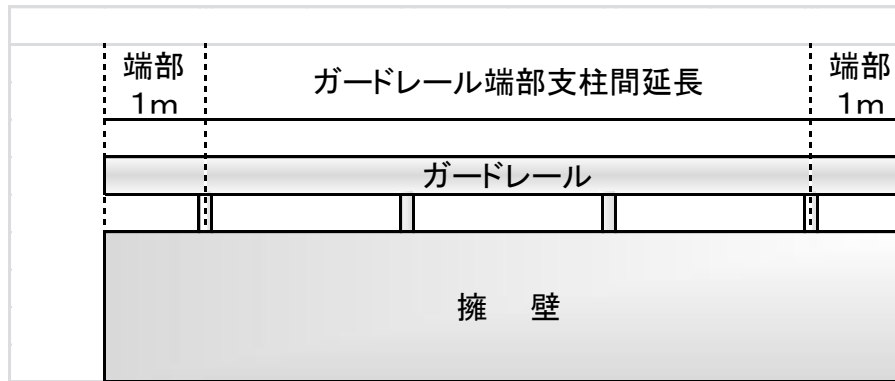 端部
1m
ガードレール端部支柱間延長
端部
1m
ガードレール
擁　壁